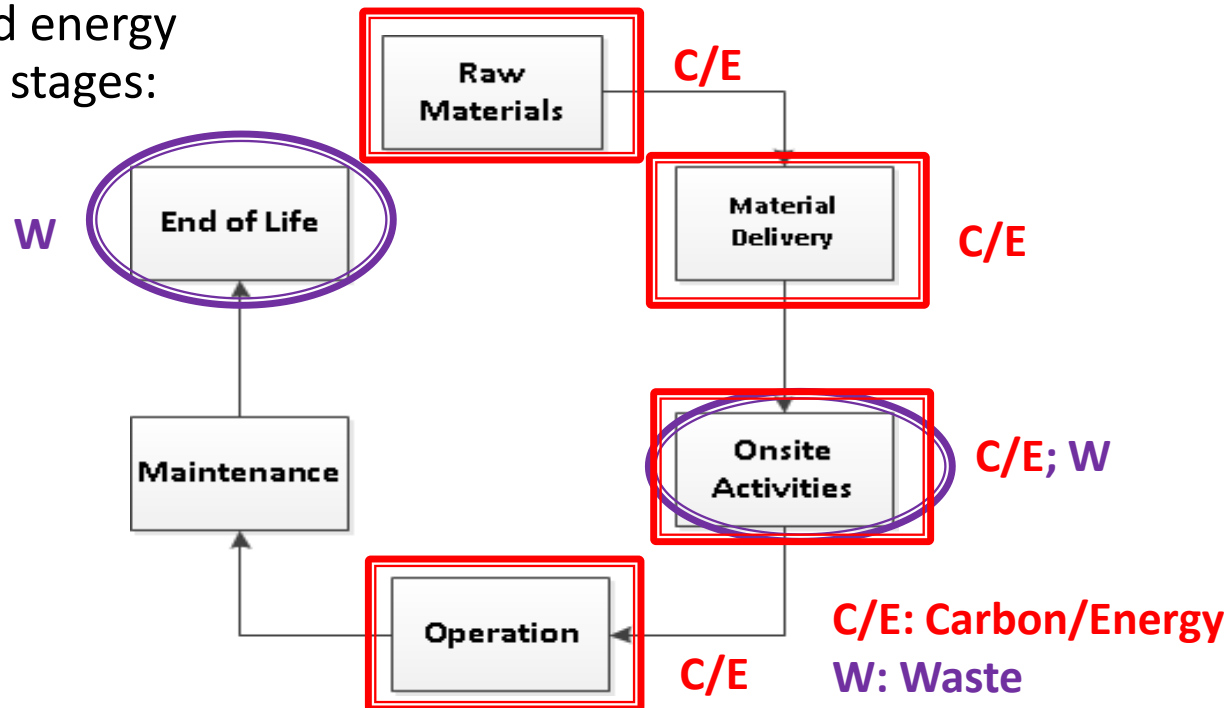 d energy
stages:
Raw
Materials
C/E
Material
Delivery
C/E
End of Life
W
Onsite
Activities
C/E; W
Maintenance
Operation
C/E
C/E: Carbon/Energy
W: Waste